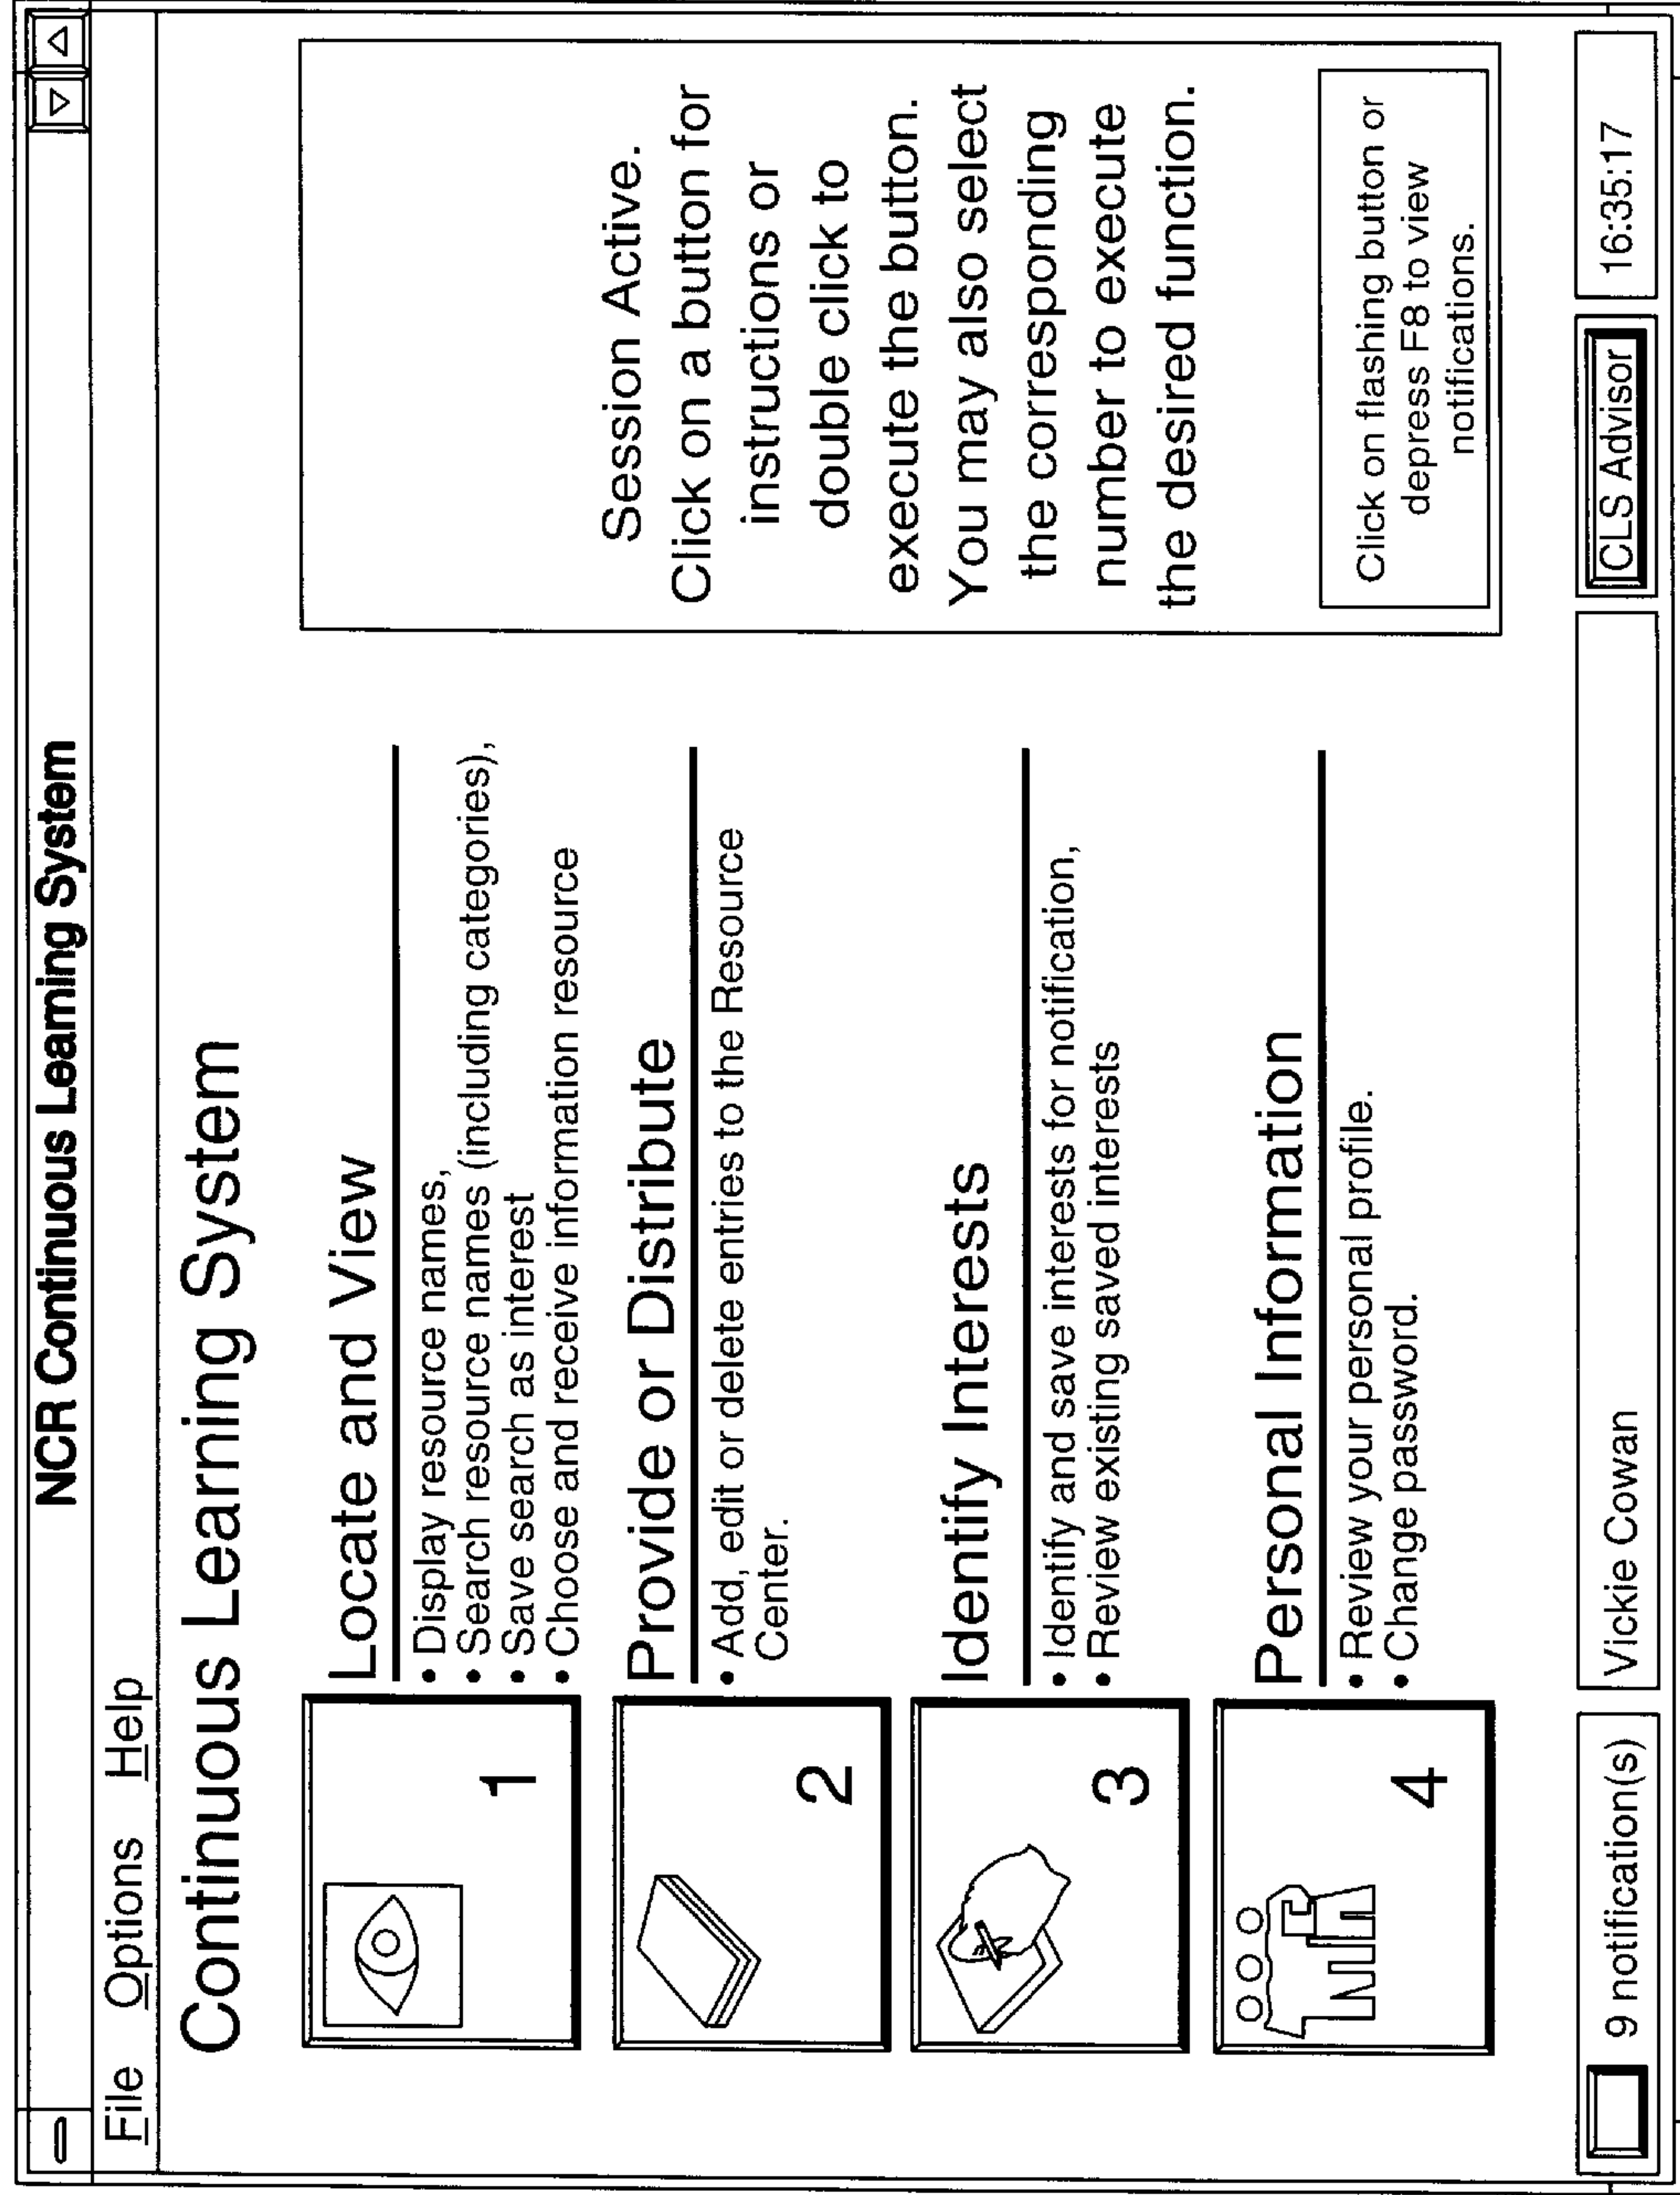 NCR Continuous Learning System
File Options Help
Continuous Learning System
1
Locate and View
• Display resource names,
• Search resource names (including categories),
• Save search as interest
• Choose and receive information resource
2
Provide or Distribute
• Add, edit or delete entries to the Resource
Center.
3
Identify Interests
• Identify and save interests for notification,
• Review existing saved interests
4
Personal Information
• Review your personal profile.
• Change password.
Session Active.
Click on a button for
instructions or
double click to
execute the button.
You may also select
the corresponding
number to execute
the desired function.
Click on flashing button or
depress F8 to view
notifications.
9 notification(s)
Vickie Cowan
CLS Advisor
16:35:17